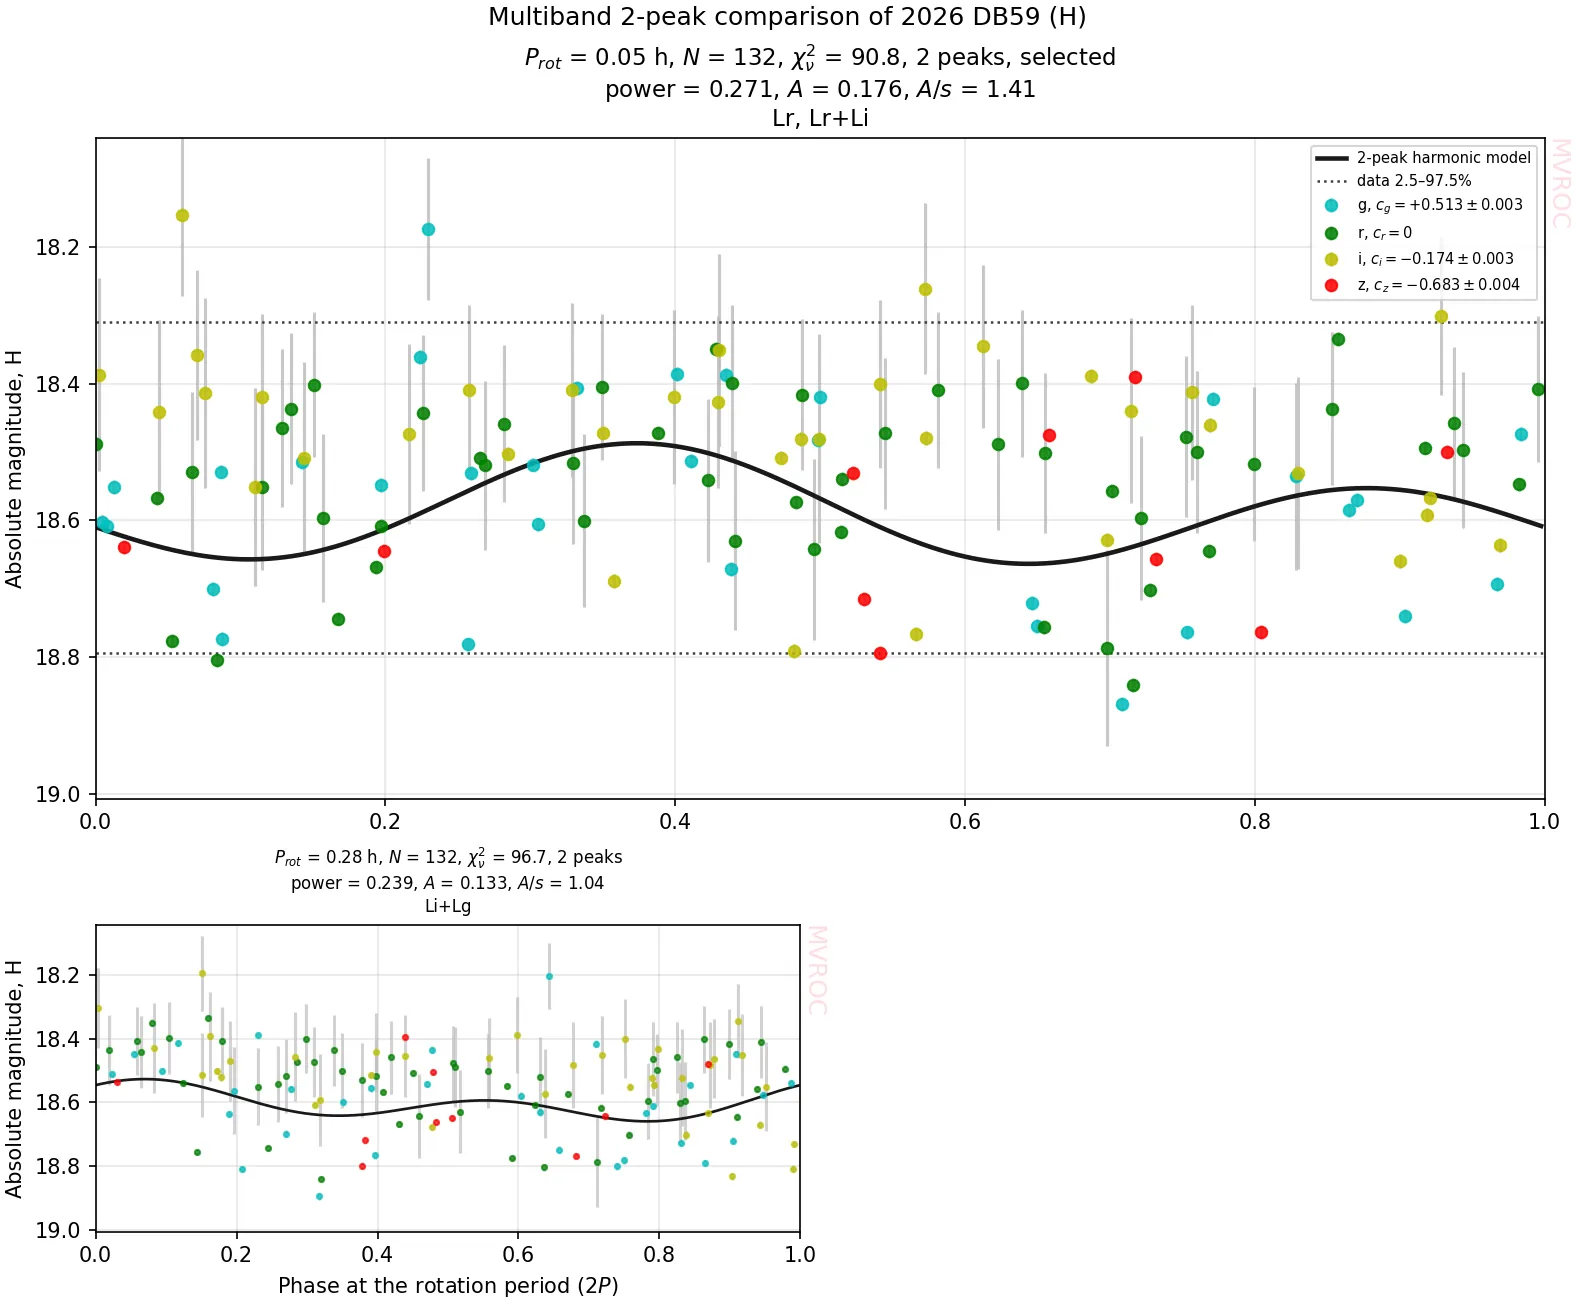 Multiband 2-peak comparison of 2026 DB59 (H)
P_rot = 0.05 h, N = 132, χ²_ν = 90.8, 2 peaks, selected
power = 0.271, A = 0.176, A/s = 1.41
Lr, Lr+Li
2-peak harmonic model
data 2.5–97.5%
g, c_g = +0.513 ± 0.003
r, c_r = 0
i, c_i = −0.174 ± 0.003
z, c_z = −0.683 ± 0.004
MVROC
Absolute magnitude, H
18.2
18.4
18.6
18.8
19.0
0.0 0.2 0.4 0.6 0.8 1.0
P_rot = 0.28 h, N = 132, χ²_ν = 96.7, 2 peaks
power = 0.239, A = 0.133, A/s = 1.04
Li+Lg
MVROC
Absolute magnitude, H
18.2
18.4
18.6
18.8
19.0
0.0 0.2 0.4 0.6 0.8 1.0
Phase at the rotation period (2P)